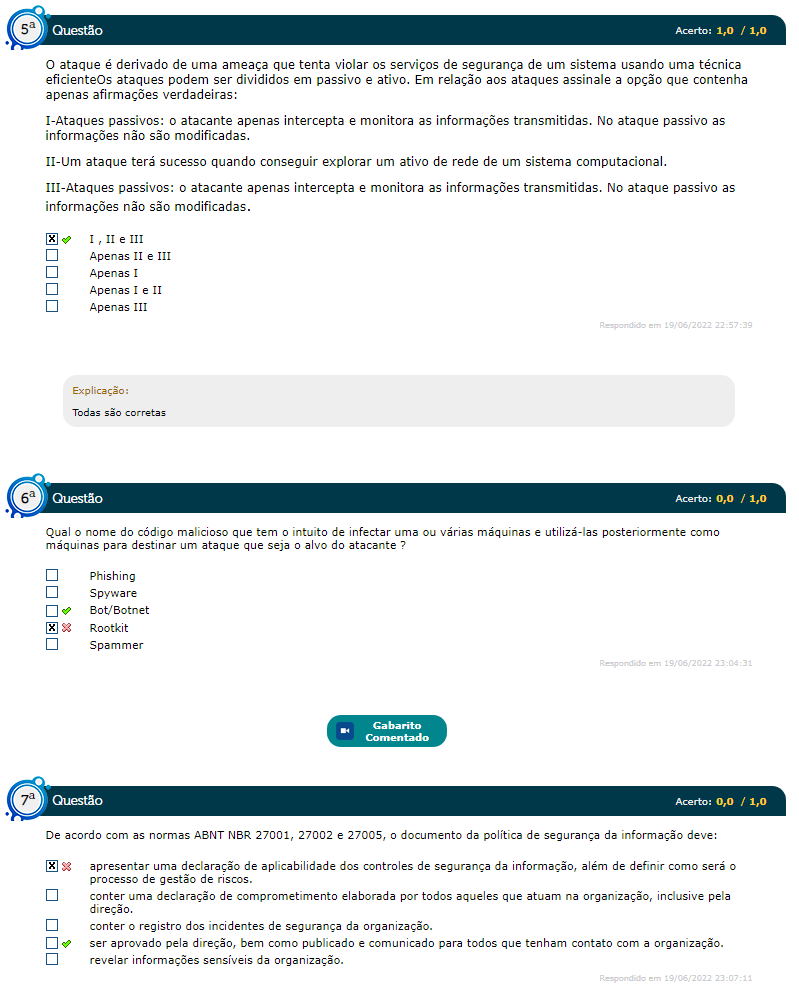 5ª Questão Acerto: 1,0 / 1,0
O ataque é derivado de uma ameaça que tenta violar os serviços de segurança de um sistema usando uma técnica
eficienteOs ataques podem ser divididos em passivo e ativo. Em relação aos ataques assinale a opção que contenha
apenas afirmações verdadeiras:
I-Ataques passivos: o atacante apenas intercepta e monitora as informações transmitidas. No ataque passivo as
informações não são modificadas.
II-Um ataque terá sucesso quando conseguir explorar um ativo de rede de um sistema computacional.
III-Ataques passivos: o atacante apenas intercepta e monitora as informações transmitidas. No ataque passivo as
informações não são modificadas.
I , II e III
Apenas II e III
Apenas I
Apenas I e II
Apenas III
Respondido em 19/06/2022 22:57:39
Explicação:
Todas são corretas
6ª Questão Acerto: 0,0 / 1,0
Qual o nome do código malicioso que tem o intuito de infectar uma ou várias máquinas e utilizá-las posteriormente como
máquinas para destinar um ataque que seja o alvo do atacante ?
Phishing
Spyware
Bot/Botnet
Rootkit
Spammer
Respondido em 19/06/2022 23:04:31
Gabarito
Comentado
7ª Questão Acerto: 0,0 / 1,0
De acordo com as normas ABNT NBR 27001, 27002 e 27005, o documento da política de segurança da informação deve:
apresentar uma declaração de aplicabilidade dos controles de segurança da informação, além de definir como será o
processo de gestão de riscos.
conter uma declaração de comprometimento elaborada por todos aqueles que atuam na organização, inclusive pela
direção.
conter o registro dos incidentes de segurança da organização.
ser aprovado pela direção, bem como publicado e comunicado para todos que tenham contato com a organização.
revelar informações sensíveis da organização.
Respondido em 19/06/2022 23:07:11